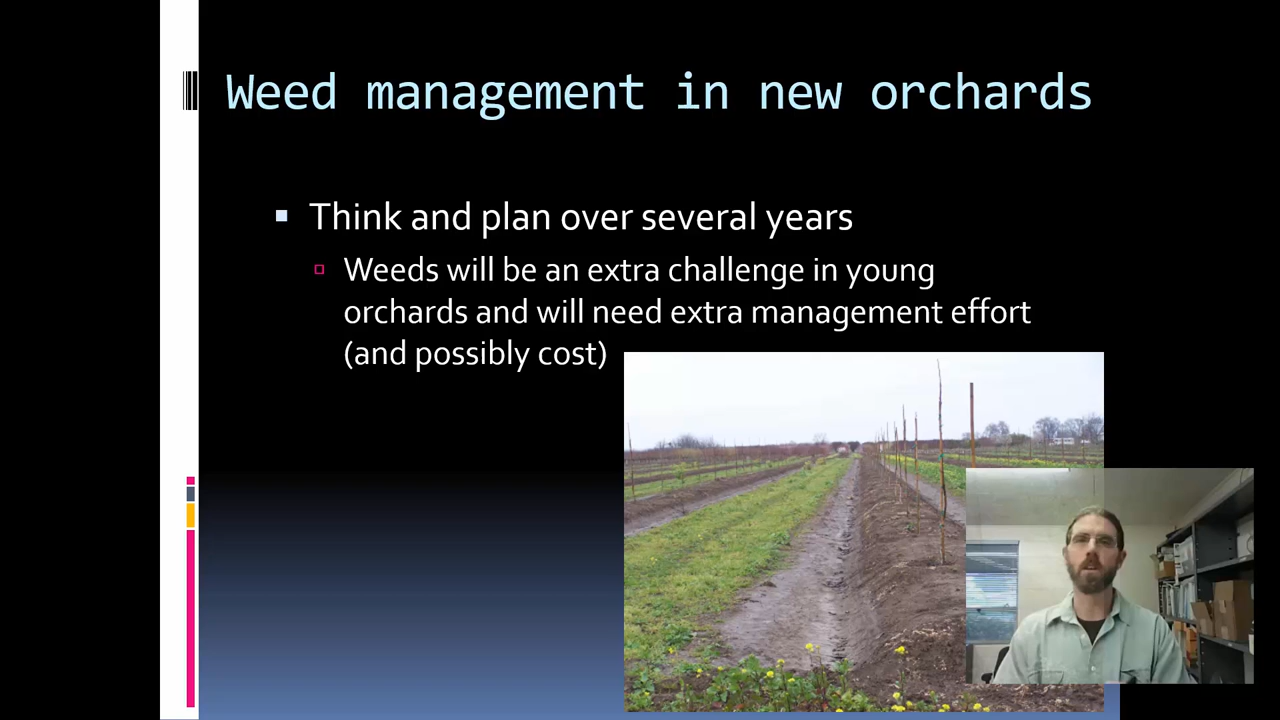 Weed management in new orchards
Think and plan over several years
Weeds will be an extra challenge in young
orchards and will need extra management effort
(and possibly cost)